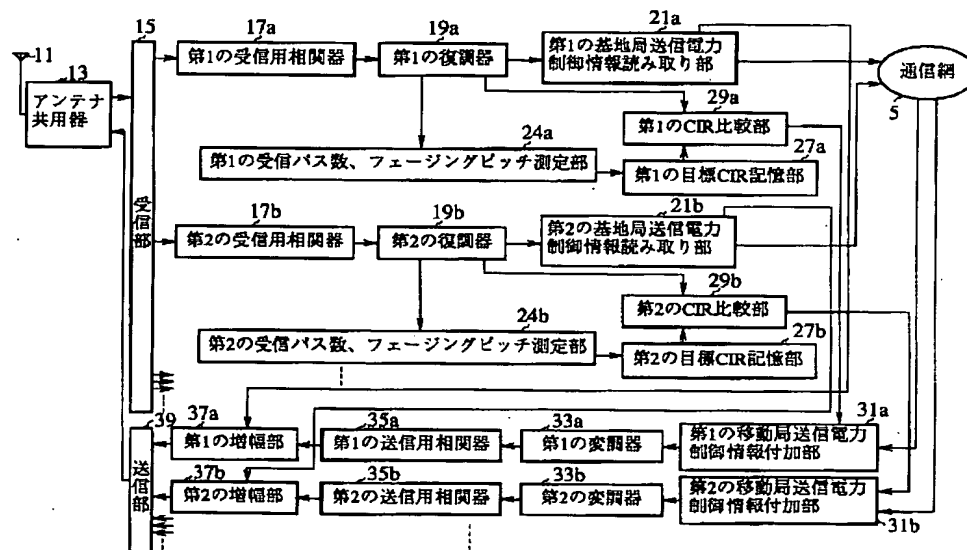 11
13
アンテナ
共用器
15
受信部
17a
第1の受信用相関器
19a
第1の復調器
21a
第1の基地局送信電力
制御情報読み取り部
通信網
5
29a
第1のCIR比較部
24a
第1の受信パス数、フェージングピッチ測定部
27a
第1の目標CIR記憶部
17b
第2の受信用相関器
19b
第2の復調器
21b
第2の基地局送信電力
制御情報読み取り部
29b
第2のCIR比較部
24b
第2の受信パス数、フェージングピッチ測定部
27b
第2の目標CIR記憶部
39
送信部
37a
第1の増幅部
35a
第1の送信用相関器
33a
第1の変調器
31a
第1の移動局送信電力
制御情報付加部
37b
第2の増幅部
35b
第2の送信用相関器
33b
第2の変調器
第2の移動局送信電力
制御情報付加部
31b